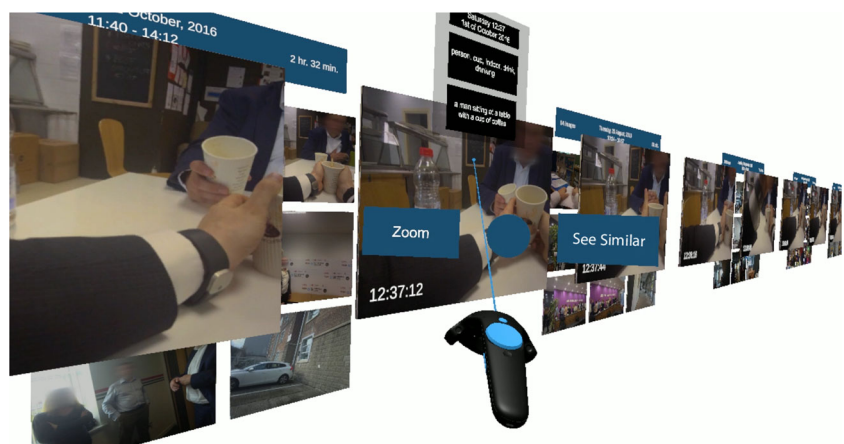 October, 2016
11:40 - 14:12
2 hr. 32 min.
Saturday 12:37
1st of October 2016
person, cup, indoor, drink,
drinking
a man sitting at a table
with a cup of coffee
Zoom
See Similar
12:37:12
12:37:44